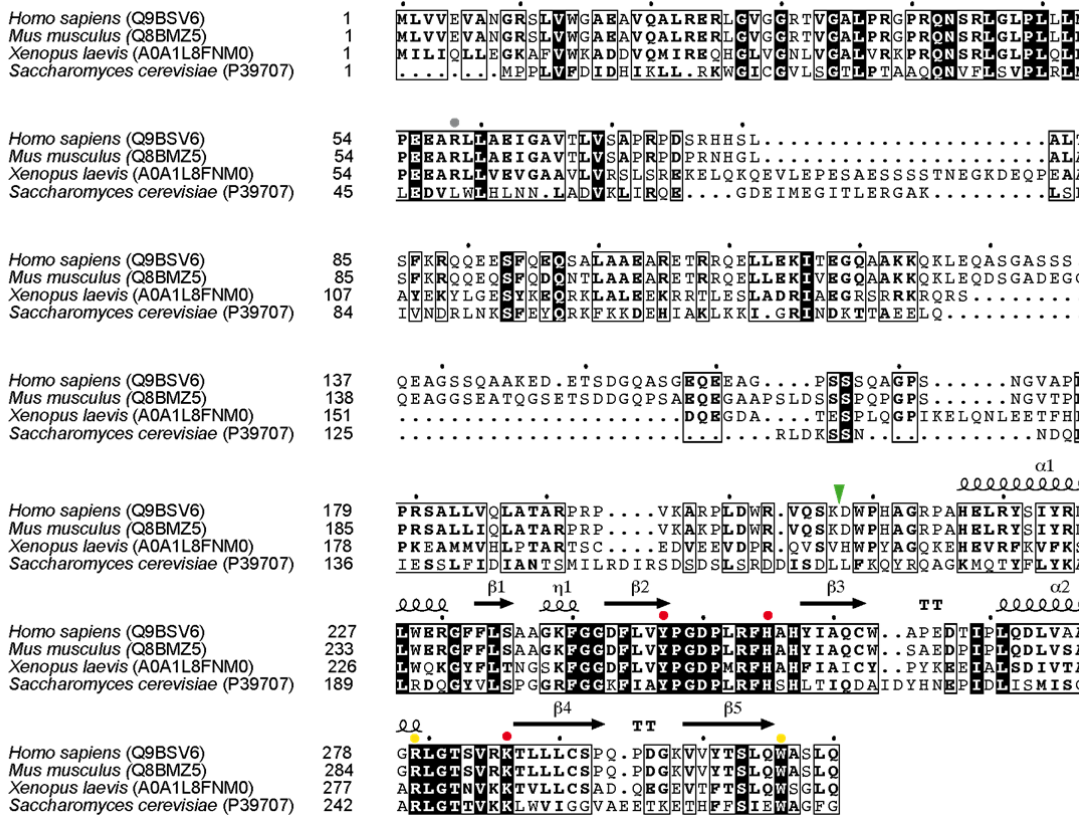 Homo sapiens (Q9BSV6) 1 MLVVEVANGRSLVWGAEAVQALRERLGVGGRTVGALPRGPRQNSRLGLPLLL
Mus musculus (Q8BMZ5) 1 MLVVEVANGRSLVWGAEAVQALRERLGVGGRTVGALPRGPRQNSRLGLPLLL
Xenopus laevis (A0A1L8FNM0) 1 MILIQLLEGKAFVWKADDVQMIREQHGLVGNLVGALVRKPRQNSRLGLPLQL
Saccharomyces cerevisiae (P39707) 1 ........MPPLVFDIDHIKLL.RKWGICGVLSGTLPTAAQQNVFLSVPLRL
Homo sapiens (Q9BSV6) 54 PEEARLLAEIGAVTLVSAPRPDSRHHSL......................AL
Mus musculus (Q8BMZ5) 54 PEEARLLAEIGAVTLVSAPRPDPRNHGL......................AL
Xenopus laevis (A0A1L8FNM0) 54 PEEARLLVEVGAAVLVRSLSREKELQKQEVLEPESAESSSSTNEGKDEQPEA
Saccharomyces cerevisiae (P39707) 45 LEDVLWLHLNN.LADVKLIRQE....GDEIMEGITLERGAK.........LS
Homo sapiens (Q9BSV6) 85 SFKRQQEESFQEQSALAAEARETRRQELLEKITEGQAAKKQKLEQASGASSS
Mus musculus (Q8BMZ5) 85 SFKRQQEQSFQDQNTLAAEARETRRQELLEKIVEGQAAKKQKLEQDSGADEG
Xenopus laevis (A0A1L8FNM0) 107 AYEKYLGESYKEQRKLALEEKRRTLESLADRIAEGRSRRKRQRS........
Saccharomyces cerevisiae (P39707) 84 IVNDRLNKSFEYQRKFKKDEHIAKLKKI.GRINDKTTAEELQ..........
Homo sapiens (Q9BSV6) 137 QEAGSSQAAKED.ETSDGQASGEQEEAG....PSSSQAGPS......NGVAP
Mus musculus (Q8BMZ5) 138 QEAGGSEATQGSETSDDGQPSAEQEGAAPSLDSSSPQPGPS......NGVTP
Xenopus laevis (A0A1L8FNM0) 151 ......................DQEGDA....TESPLQGPIKELQNLEETFH
Saccharomyces cerevisiae (P39707) 125 .............................RLDKSSN.............NDQ
α1
Homo sapiens (Q9BSV6) 179 PRSALLVQLATARPRP....VKARPLDWR.VQSKDWPHAGRPAHELRYSIYR
Mus musculus (Q8BMZ5) 185 PRSALLVQLATARPRP....VKARPLDWR.VQSKDWPHAGRPAHELRYSIYR
Xenopus laevis (A0A1L8FNM0) 178 PKEAMMVHLPTARTSC....EDVEEVDPR.QVSVHWPYAGQKEHEVRFKVFK
Saccharomyces cerevisiae (P39707) 136 IESSLFIDIANTSMILRDIRSDSDSLSRDDISDLLFKQYRQAGKMQTYFLYK
β1 η1 β2 β3 TT α2
Homo sapiens (Q9BSV6) 227 LWERGFFLSAAGKFGGDFLVYPGDPLRFHAHYIAQCW..APEDTIPLQDLVA
Mus musculus (Q8BMZ5) 233 LWERGFFLSAAGKFGGDFLVYPGDPLRFHAHYIAQCW..SAEDPIPLQDLVS
Xenopus laevis (A0A1L8FNM0) 226 LWQKGYFLTNGSKFGGDFLVYPGDPMRFHAHFIAICY..PYKEEIALSDIVT
Saccharomyces cerevisiae (P39707) 189 LRDQGYVLSPGGRFGGKFIAYPGDPLRFHSHLTIQDAIDYHNEPIDLISMIS
β4 TT β5
Homo sapiens (Q9BSV6) 278 GRLGTSVRKTLLLCSPQ.PDGKVVYTSLQWASLQ
Mus musculus (Q8BMZ5) 284 GRLGTSVRKTLLLCSPQ.PDGKVVYTSLQWASLQ
Xenopus laevis (A0A1L8FNM0) 277 ARLGTNVKKTVLLCSAD.QEGEVTFTSLQWSSLQ
Saccharomyces cerevisiae (P39707) 242 ARLGTTVKKLWVIGGVAEETKETHFFSIEWAGFG